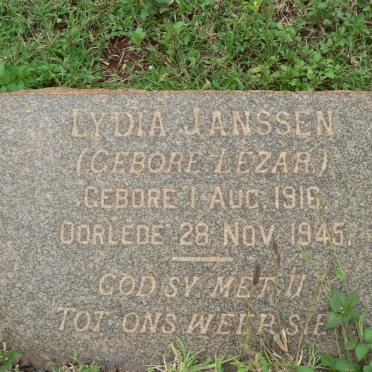 LYDIA JANSSEN
(GEBORE LEZAR)
GEBORE 1 AUG. 1916
OORLEDE 28 NOV. 1945.
GOD SY MET U
TOT ONS WEER SIEN